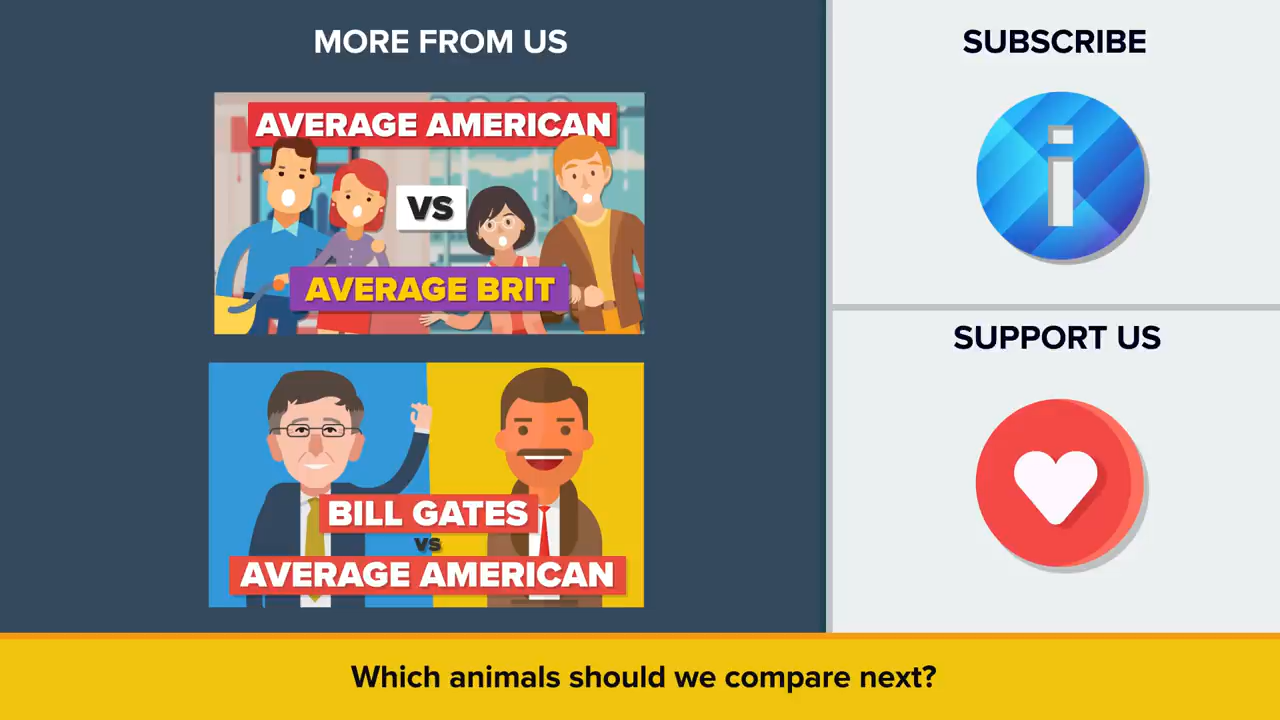 MORE FROM US
AVERAGE AMERICAN
VS
AVERAGE BRIT
BILL GATES
VS
AVERAGE AMERICAN
SUBSCRIBE
i
SUPPORT US
Which animals should we compare next?